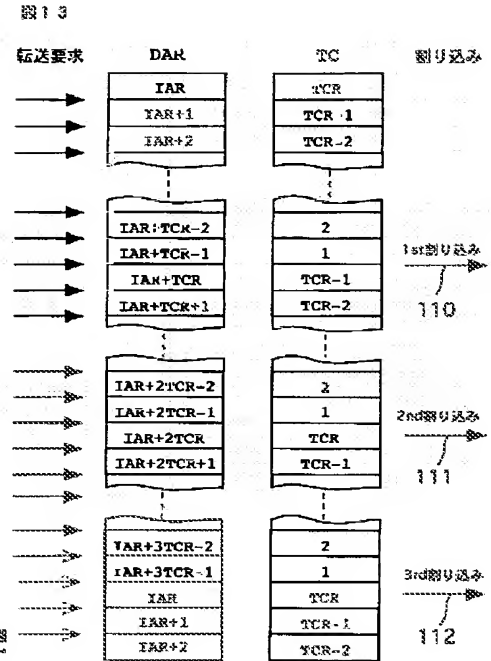 図13
転送要求 DAR TC 割り込み
IAR TCR
IAR+1 TCR-1
IAR+2 TCR-2
IAR+TCR-2 2
IAR+TCR-1 1 1st割り込み
IAR+TCR TCR-1
IAR+TCR+1 TCR-2 110
IAR+2TCR-2 2
IAR+2TCR-1 1 2nd割り込み
IAR+2TCR TCR
IAR+2TCR+1 TCR-1 111
IAR+3TCR-2 2
IAR+3TCR-1 1 3rd割り込み
IAR TCR
IAR+1 TCR-1 112
IAR+2 TCR-2